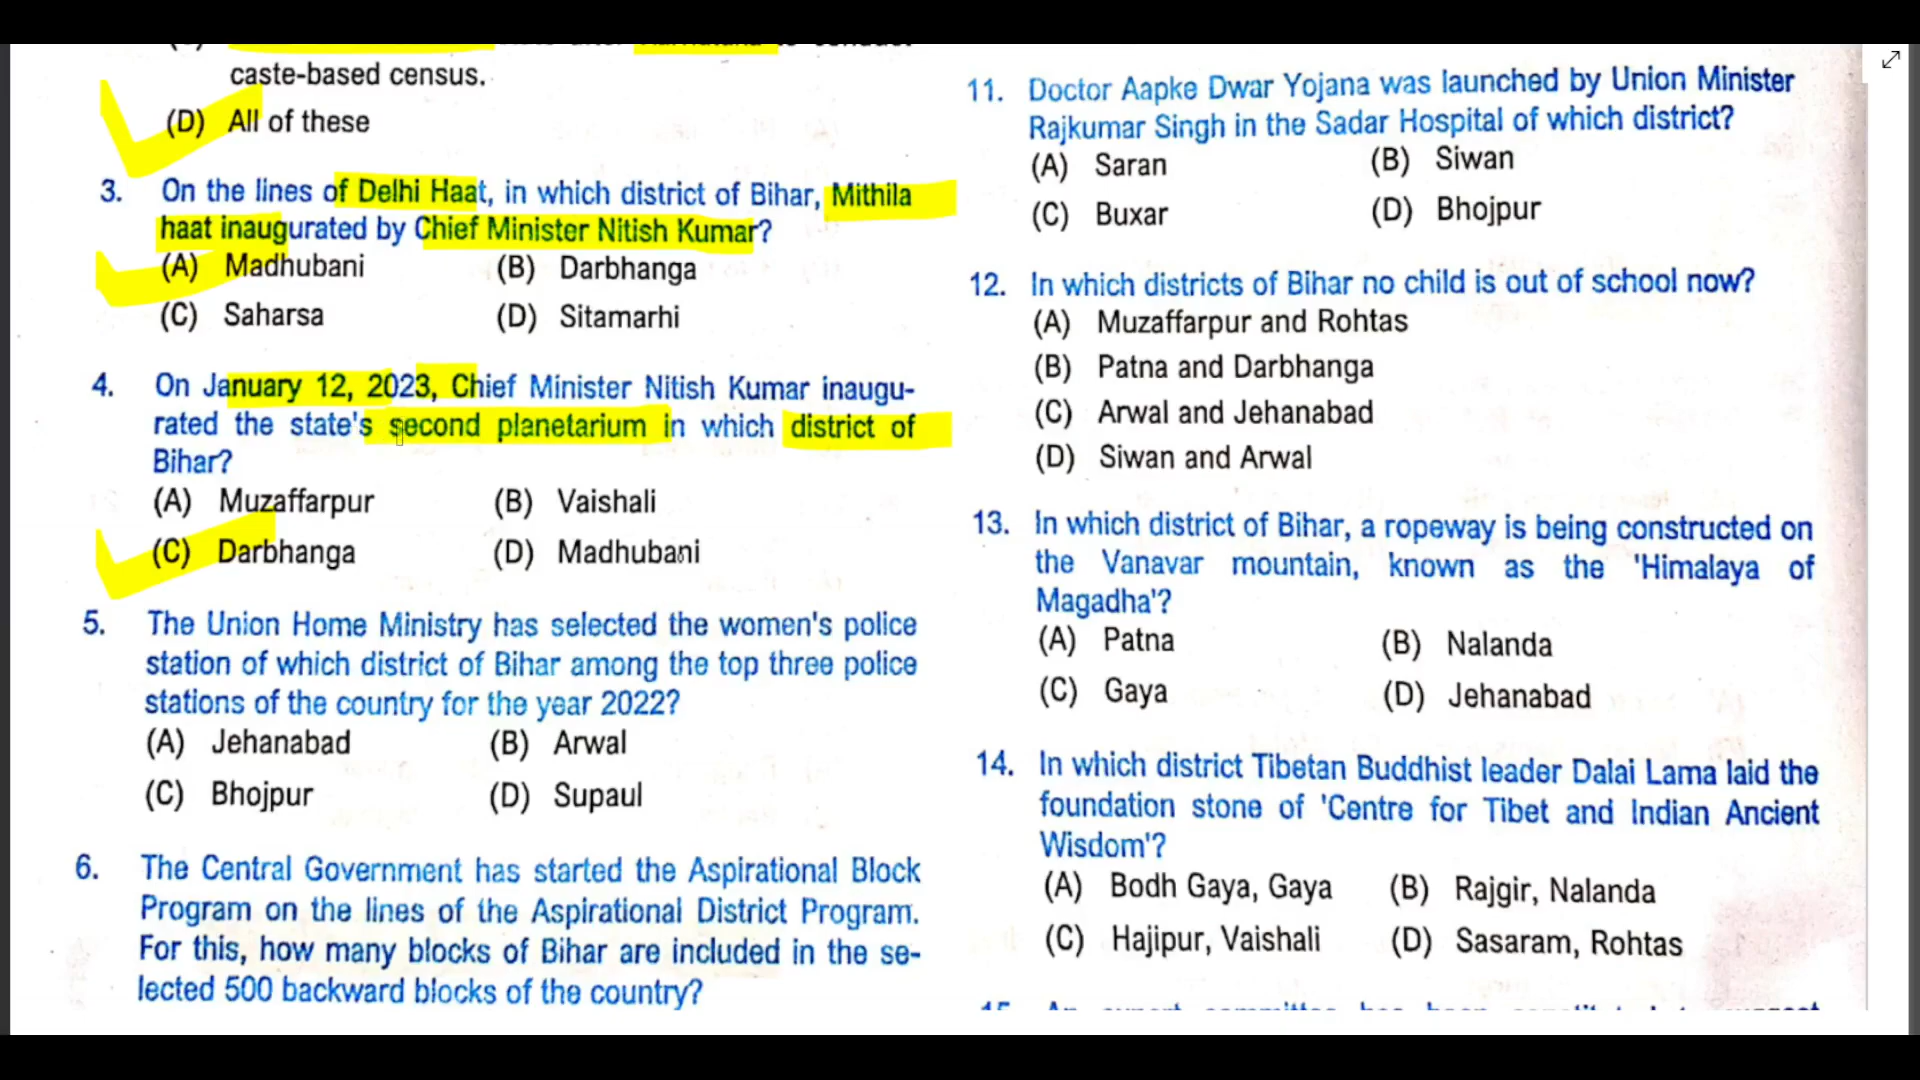 caste-based census.
(D) All of these
3. On the lines of Delhi Haat, in which district of Bihar, Mithila
haat inaugurated by Chief Minister Nitish Kumar?
(A) Madhubani (B) Darbhanga
(C) Saharsa (D) Sitamarhi
4. On January 12, 2023, Chief Minister Nitish Kumar inaugu-
rated the state's second planetarium in which district of
Bihar?
(A) Muzaffarpur (B) Vaishali
(C) Darbhanga (D) Madhubani
5. The Union Home Ministry has selected the women's police
station of which district of Bihar among the top three police
stations of the country for the year 2022?
(A) Jehanabad (B) Arwal
(C) Bhojpur (D) Supaul
6. The Central Government has started the Aspirational Block
Program on the lines of the Aspirational District Program.
For this, how many blocks of Bihar are included in the se-
lected 500 backward blocks of the country?
11. Doctor Aapke Dwar Yojana was launched by Union Minister
Rajkumar Singh in the Sadar Hospital of which district?
(A) Saran (B) Siwan
(C) Buxar (D) Bhojpur
12. In which districts of Bihar no child is out of school now?
(A) Muzaffarpur and Rohtas
(B) Patna and Darbhanga
(C) Arwal and Jehanabad
(D) Siwan and Arwal
13. In which district of Bihar, a ropeway is being constructed on
the Vanavar mountain, known as the 'Himalaya of
Magadha'?
(A) Patna (B) Nalanda
(C) Gaya (D) Jehanabad
14. In which district Tibetan Buddhist leader Dalai Lama laid the
foundation stone of 'Centre for Tibet and Indian Ancient
Wisdom'?
(A) Bodh Gaya, Gaya (B) Rajgir, Nalanda
(C) Hajipur, Vaishali (D) Sasaram, Rohtas